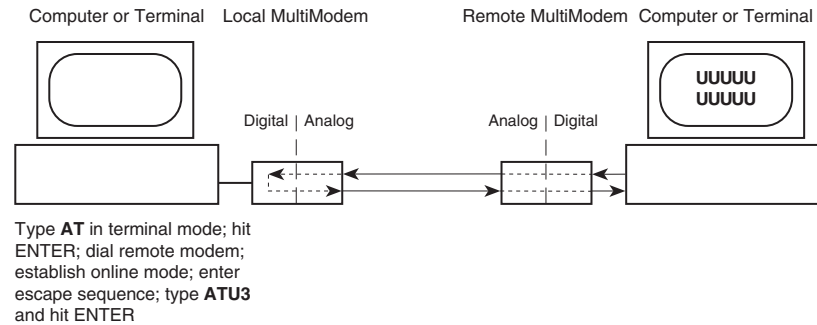 Computer or Terminal Local MultiModem Remote MultiModem Computer or Terminal
UUUUU
UUUUU
Digital Analog Analog Digital
Type AT in terminal mode; hit
ENTER; dial remote modem;
establish online mode; enter
escape sequence; type ATU3
and hit ENTER